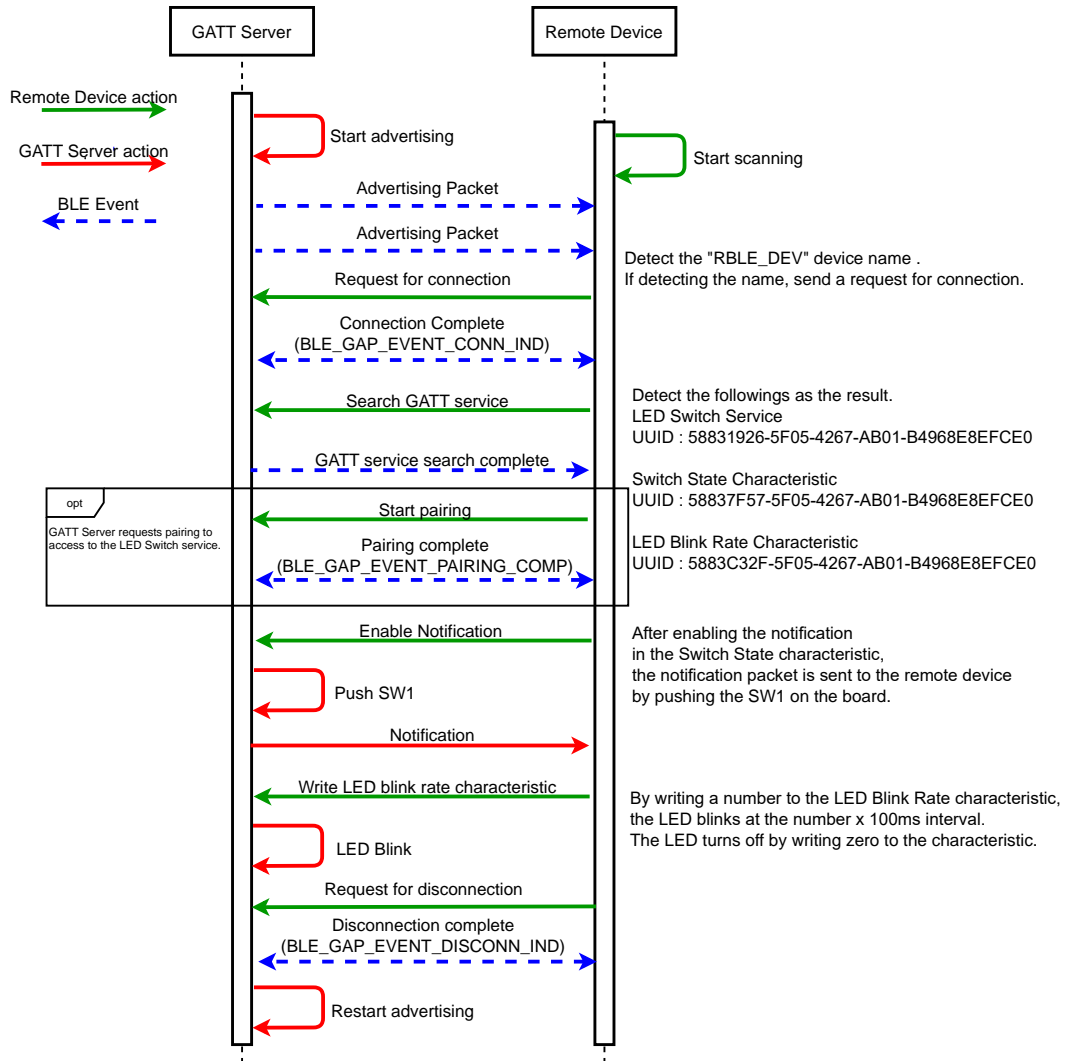 GATT Server
Remote Device
Remote Device action
GATT Server action
BLE Event
Start advertising
Start scanning
Advertising Packet
Advertising Packet
Detect the "RBLE_DEV" device name .
If detecting the name, send a request for connection.
Request for connection
Connection Complete
(BLE_GAP_EVENT_CONN_IND)
Search GATT service
Detect the followings as the result.
LED Switch Service
UUID : 58831926-5F05-4267-AB01-B4968E8EFCE0
GATT service search complete
Switch State Characteristic
UUID : 58837F57-5F05-4267-AB01-B4968E8EFCE0
opt
GATT Server requests pairing to
access to the LED Switch service.
Start pairing
LED Blink Rate Characteristic
UUID : 5883C32F-5F05-4267-AB01-B4968E8EFCE0
Pairing complete
(BLE_GAP_EVENT_PAIRING_COMP)
Enable Notification
After enabling the notification
in the Switch State characteristic,
the notification packet is sent to the remote device
by pushing the SW1 on the board.
Push SW1
Notification
Write LED blink rate characteristic
By writing a number to the LED Blink Rate characteristic,
the LED blinks at the number x 100ms interval.
The LED turns off by writing zero to the characteristic.
LED Blink
Request for disconnection
Disconnection complete
(BLE_GAP_EVENT_DISCONN_IND)
Restart advertising